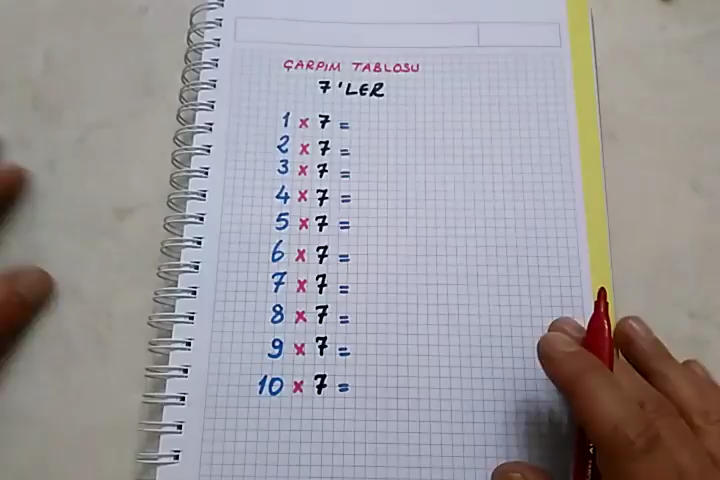 ÇARPIM TABLOSU
7'LER
1 x 7 =
2 x 7 =
3 x 7 =
4 x 7 =
5 x 7 =
6 x 7 =
7 x 7 =
8 x 7 =
9 x 7 =
10 x 7 =